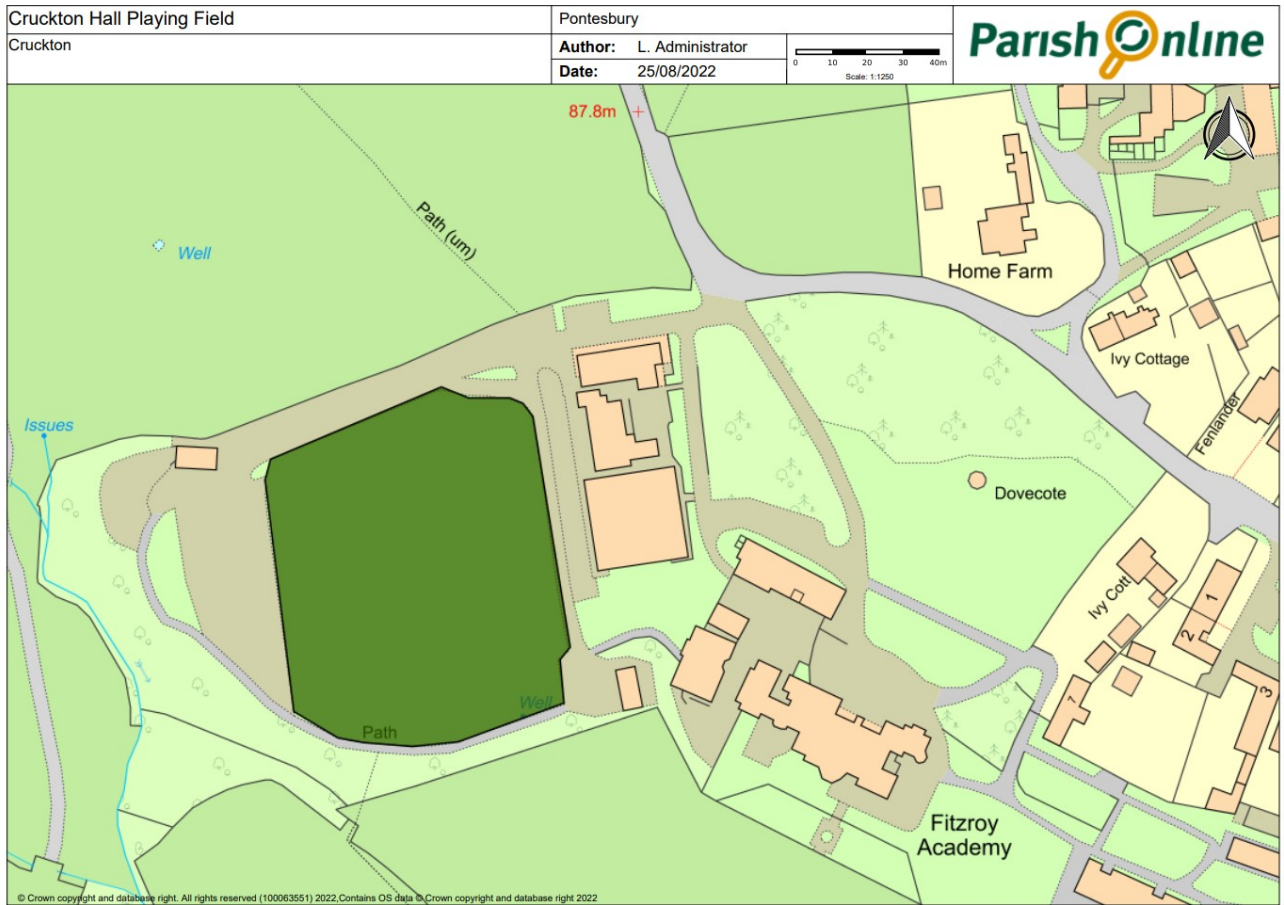 Cruckton Hall Playing Field
Cruckton
Pontesbury
Author: L. Administrator
Date: 25/08/2022
0 10 20 30 40m
Scale: 1:1250
Parish Online
87.8m
Path (um)
Well
Home Farm
Ivy Cottage
Fenlander
Issues
Dovecote
Ivy Cott
1
2
3
7
Well
Path
Fitzroy
Academy
© Crown copyright and database right. All rights reserved (100063551) 2022,Contains OS data © Crown copyright and database right 2022